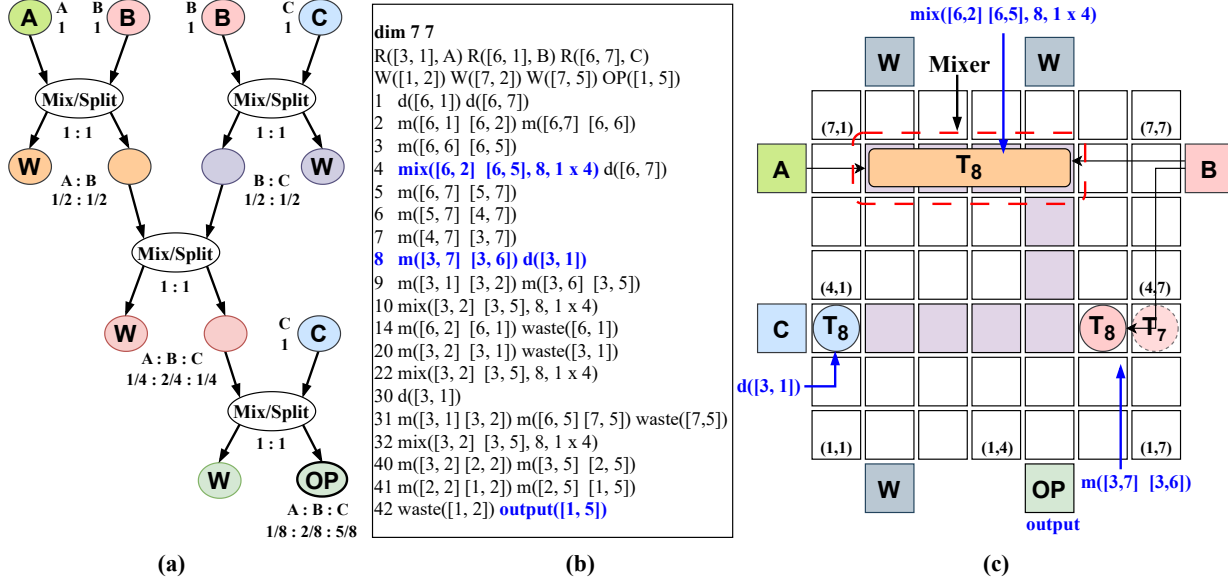 A
A
1
B
1
B
B
1
C
C
1
Mix/Split
1 : 1
Mix/Split
1 : 1
W
W
A : B
1/2 : 1/2
B : C
1/2 : 1/2
Mix/Split
1 : 1
W
C
1
C
A : B : C
1/4 : 2/4 : 1/4
Mix/Split
1 : 1
W
OP
A : B : C
1/8 : 2/8 : 5/8
(a)
dim 7 7
R([3, 1], A) R([6, 1], B) R([6, 7], C)
W([1, 2]) W([7, 2]) W([7, 5]) OP([1, 5])
1 d([6, 1]) d([6, 7])
2 m([6, 1] [6, 2]) m([6,7] [6, 6])
3 m([6, 6] [6, 5])
4 mix([6, 2] [6, 5], 8, 1 x 4) d([6, 7])
5 m([6, 7] [5, 7])
6 m([5, 7] [4, 7])
7 m([4, 7] [3, 7])
8 m([3, 7] [3, 6]) d([3, 1])
9 m([3, 1] [3, 2]) m([3, 6] [3, 5])
10 mix([3, 2] [3, 5], 8, 1 x 4)
14 m([6, 2] [6, 1]) waste([6, 1])
20 m([3, 2] [3, 1]) waste([3, 1])
22 mix([3, 2] [3, 5], 8, 1 x 4)
30 d([3, 1])
31 m([3, 1] [3, 2]) m([6, 5] [7, 5]) waste([7,5])
32 mix([3, 2] [3, 5], 8, 1 x 4)
40 m([3, 2] [2, 2]) m([3, 5] [2, 5])
41 m([2, 2] [1, 2]) m([2, 5] [1, 5])
42 waste([1, 2]) output([1, 5])
(b)
mix([6,2] [6,5], 8, 1 x 4)
W
Mixer
W
(7,1)
(7,7)
A
T8
B
(4,1)
(4,7)
C
T8
T8
T7
d([3, 1])
(1,1)
(1,4)
(1,7)
W
OP
m([3,7] [3,6])
output
(c)